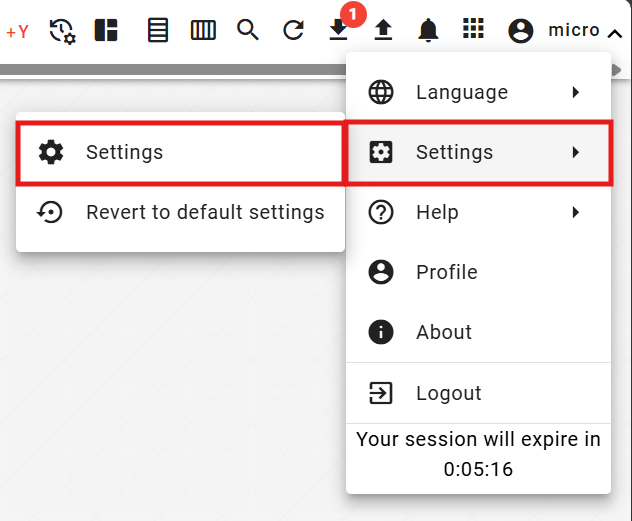 +Y
1
micro
Language
Settings
Settings
Revert to default settings
Help
Profile
About
Logout
Your session will expire in
0:05:16